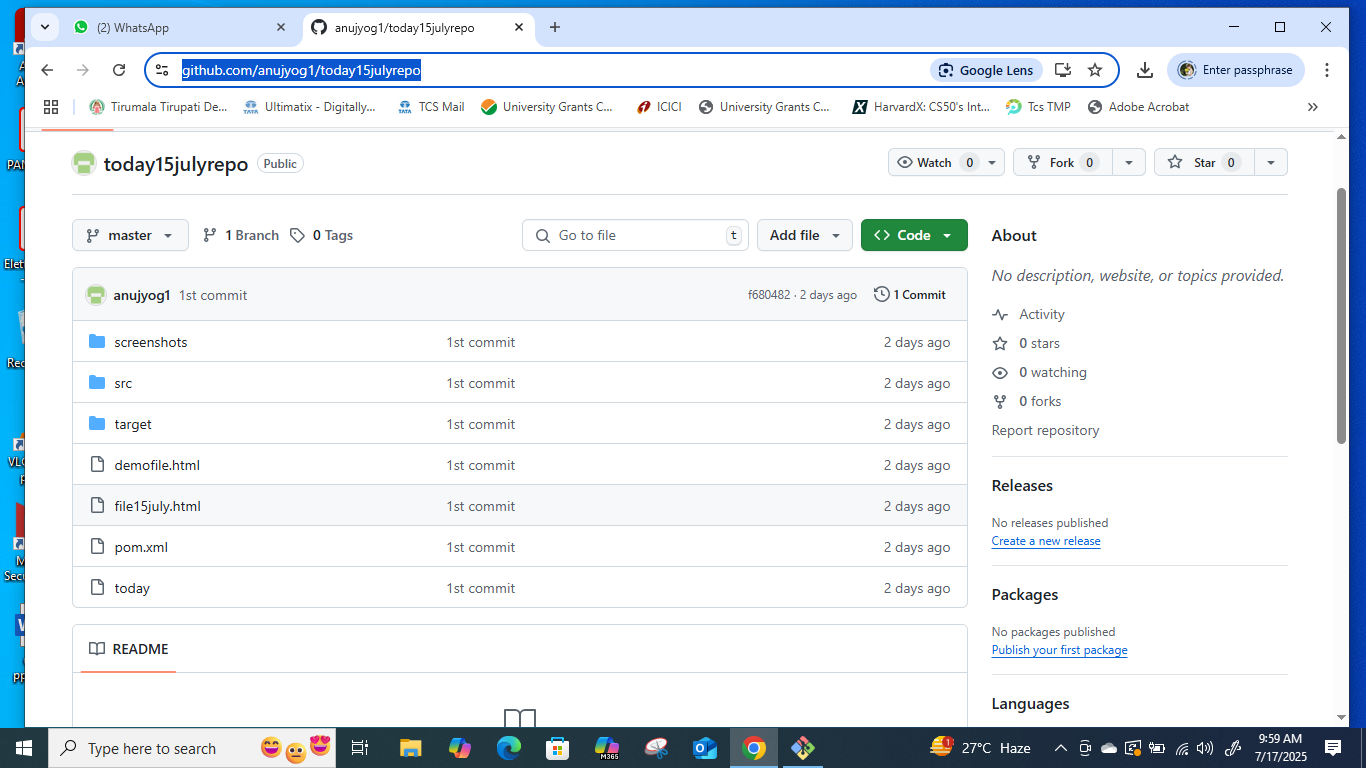 (2) WhatsApp
anujyog1/today15julyrepo
github.com/anujyog1/today15julyrepo
Google Lens
Enter passphrase
Tirumala Tirupati De...
Ultimatix - Digitally...
TCS Mail
University Grants C...
ICICI
University Grants C...
HarvardX: CS50's Int...
Tcs TMP
Adobe Acrobat
today15julyrepo Public
Watch 0
Fork 0
Star 0
master
1 Branch
0 Tags
Go to file t
Add file
Code
anujyog1 1st commit f680482 · 2 days ago 1 Commit
screenshots 1st commit 2 days ago
src 1st commit 2 days ago
target 1st commit 2 days ago
demofile.html 1st commit 2 days ago
file15july.html 1st commit 2 days ago
pom.xml 1st commit 2 days ago
today 1st commit 2 days ago
README
About
No description, website, or topics provided.
Activity
0 stars
0 watching
0 forks
Report repository
Releases
No releases published
Create a new release
Packages
No packages published
Publish your first package
Languages
Type here to search
M365
1
27°C Haze
9:59 AM
7/17/2025